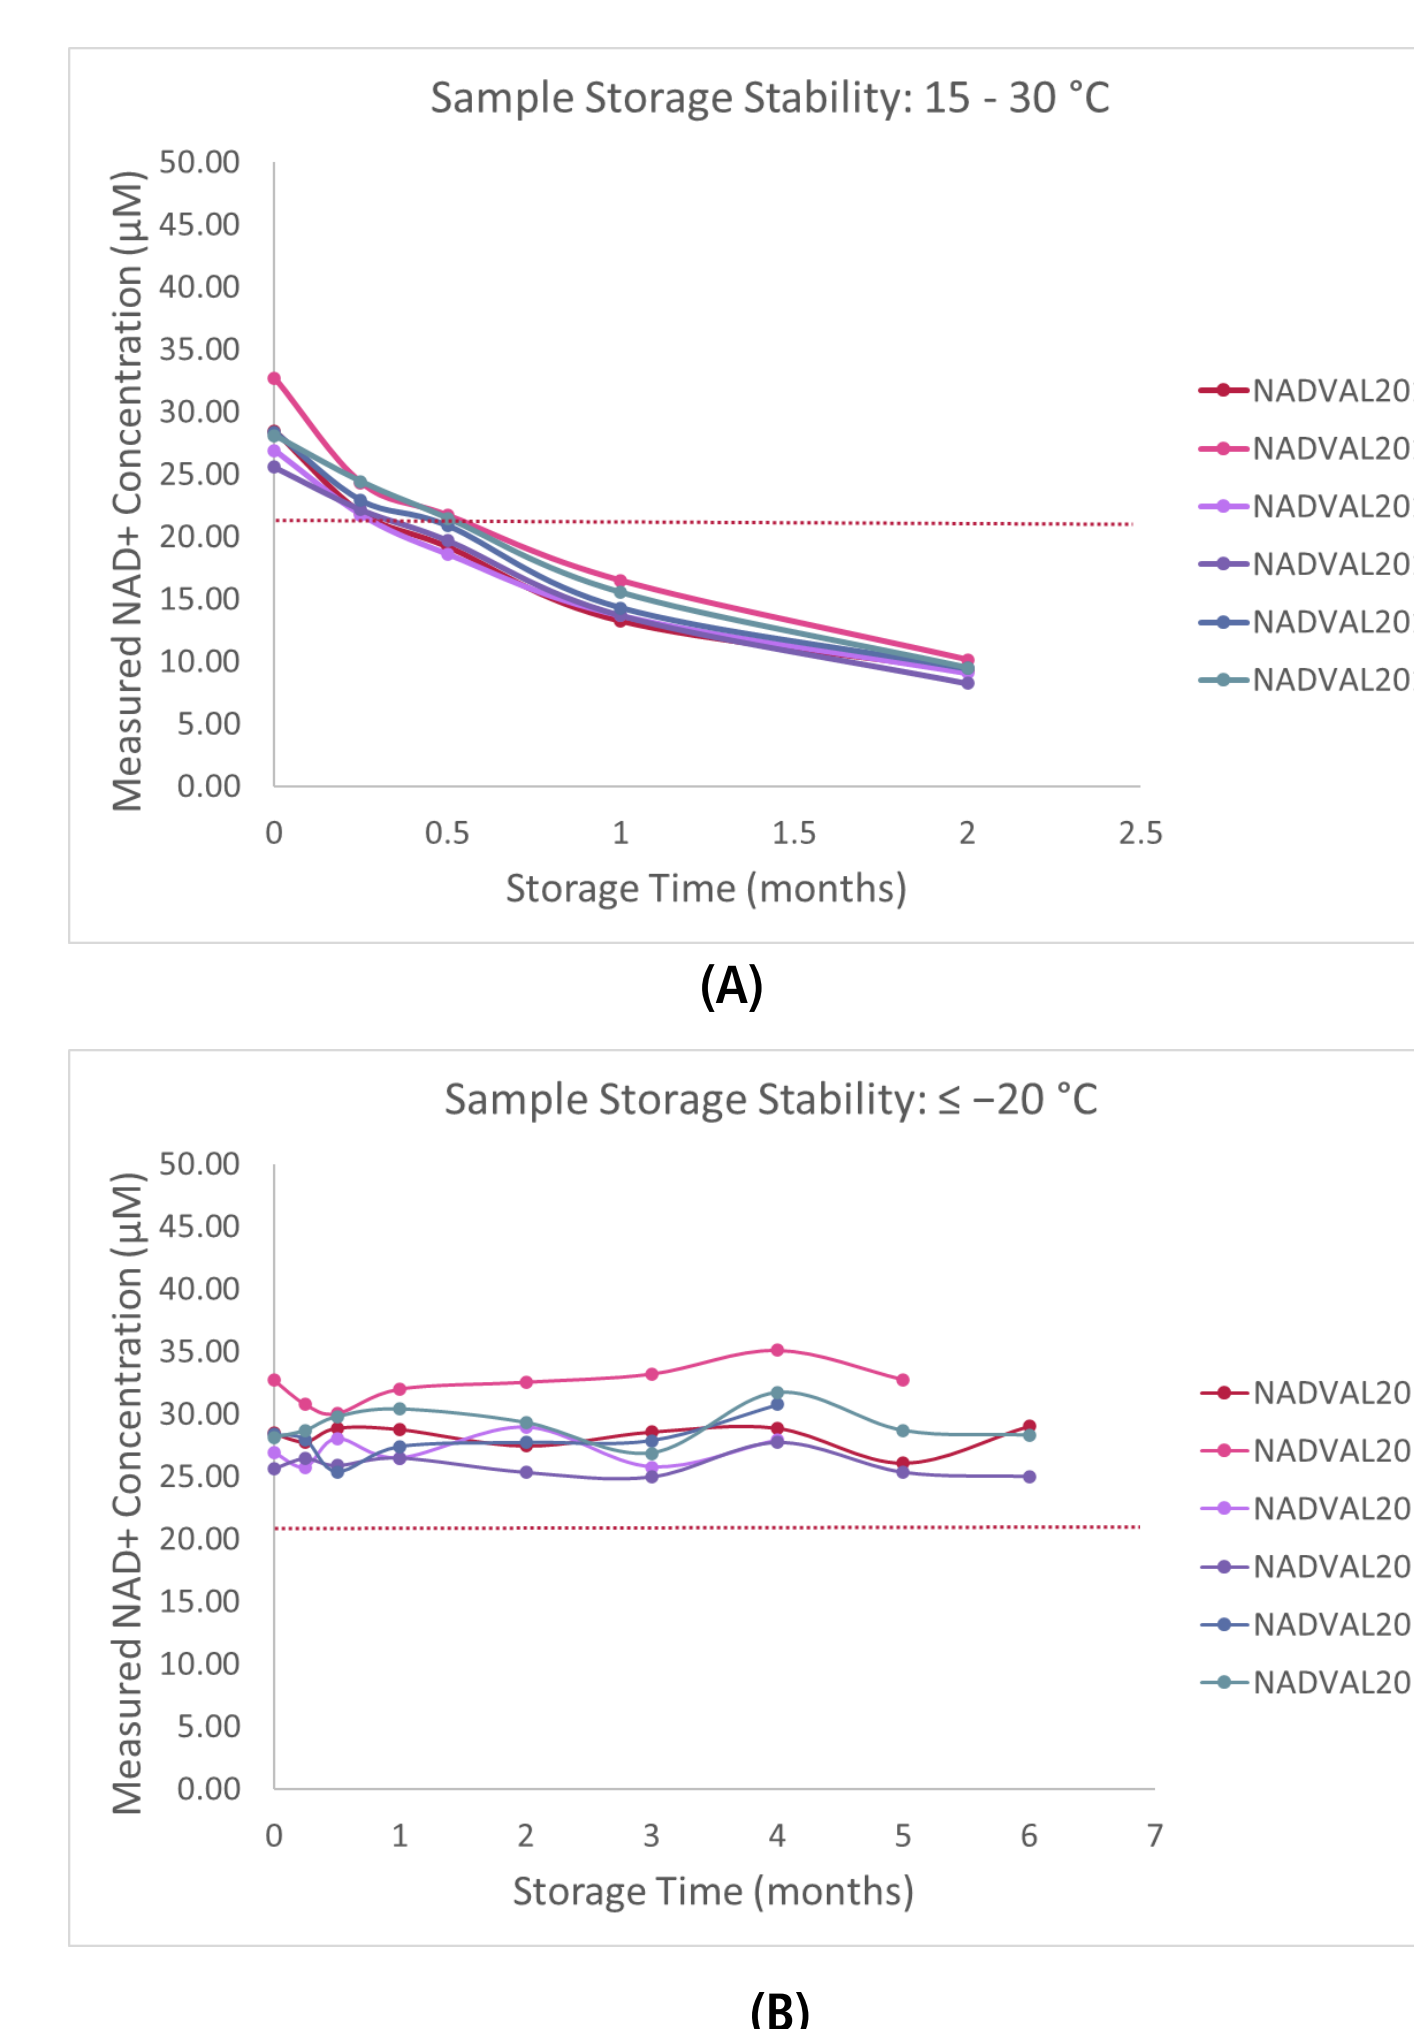 Sample Storage Stability: 15 - 30 °C
Measured NAD+ Concentration (µM)
50.00
45.00
40.00
35.00
30.00
25.00
20.00
15.00
10.00
5.00
0.00
0 0.5 1 1.5 2 2.5
Storage Time (months)
NADVAL20
NADVAL20
NADVAL20
NADVAL20
NADVAL20
NADVAL20
(A)
Sample Storage Stability: ≤ −20 °C
Measured NAD+ Concentration (µM)
50.00
45.00
40.00
35.00
30.00
25.00
20.00
15.00
10.00
5.00
0.00
0 1 2 3 4 5 6 7
Storage Time (months)
NADVAL20
NADVAL20
NADVAL20
NADVAL20
NADVAL20
NADVAL20
(B)